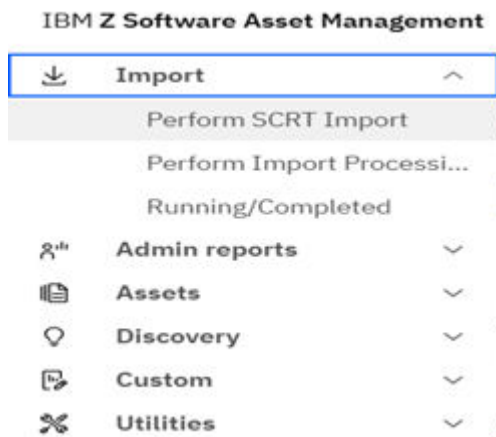 IBM Z Software Asset Management
Import
Perform SCRT Import
Perform Import Processi...
Running/Completed
Admin reports
Assets
Discovery
Custom
Utilities